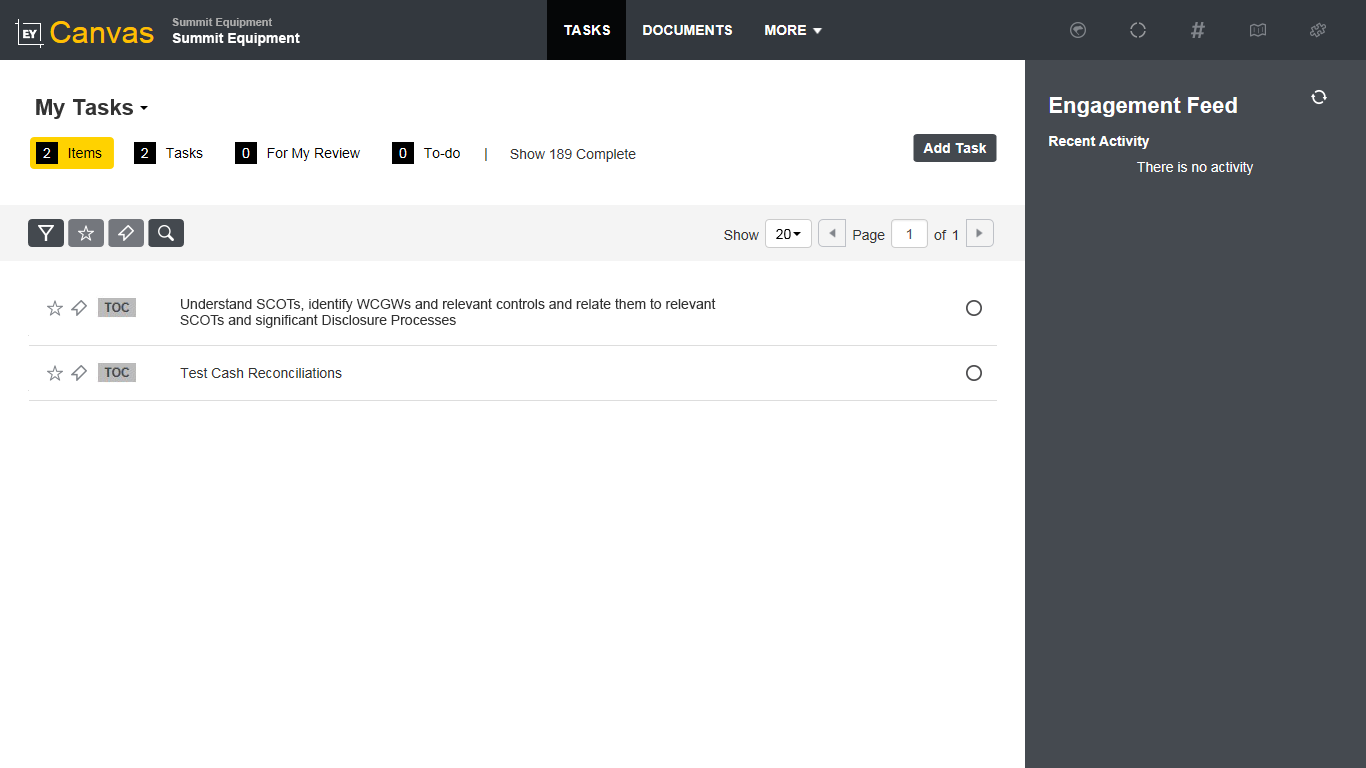 EY Canvas
Summit Equipment
Summit Equipment
TASKS
DOCUMENTS
MORE
#
My Tasks
2 Items
2 Tasks
0 For My Review
0 To-do
|
Show 189 Complete
Add Task
Show 20
Page 1 of 1
TOC
Understand SCOTs, identify WCGWs and relevant controls and relate them to relevant
SCOTs and significant Disclosure Processes
TOC
Test Cash Reconciliations
Engagement Feed
Recent Activity
There is no activity